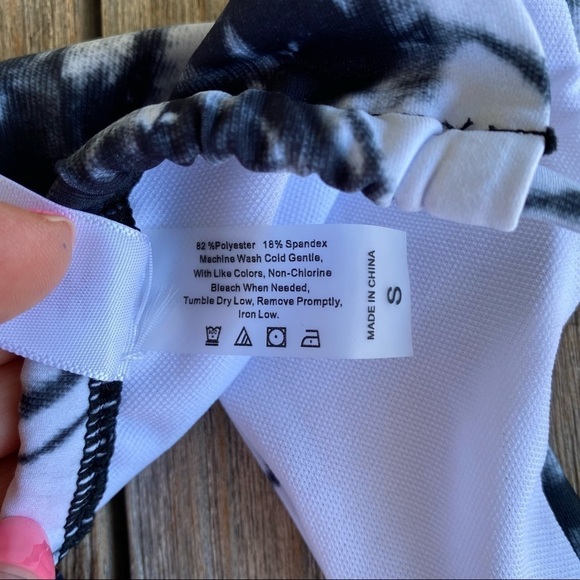 82 %Polyester 18% Spandex
Machine Wash Cold Gentle,
With Like Colors, Non-Chlorine
Bleach When Needed,
Tumble Dry Low, Remove Promptly,
Iron Low.
MADE IN CHINA
S